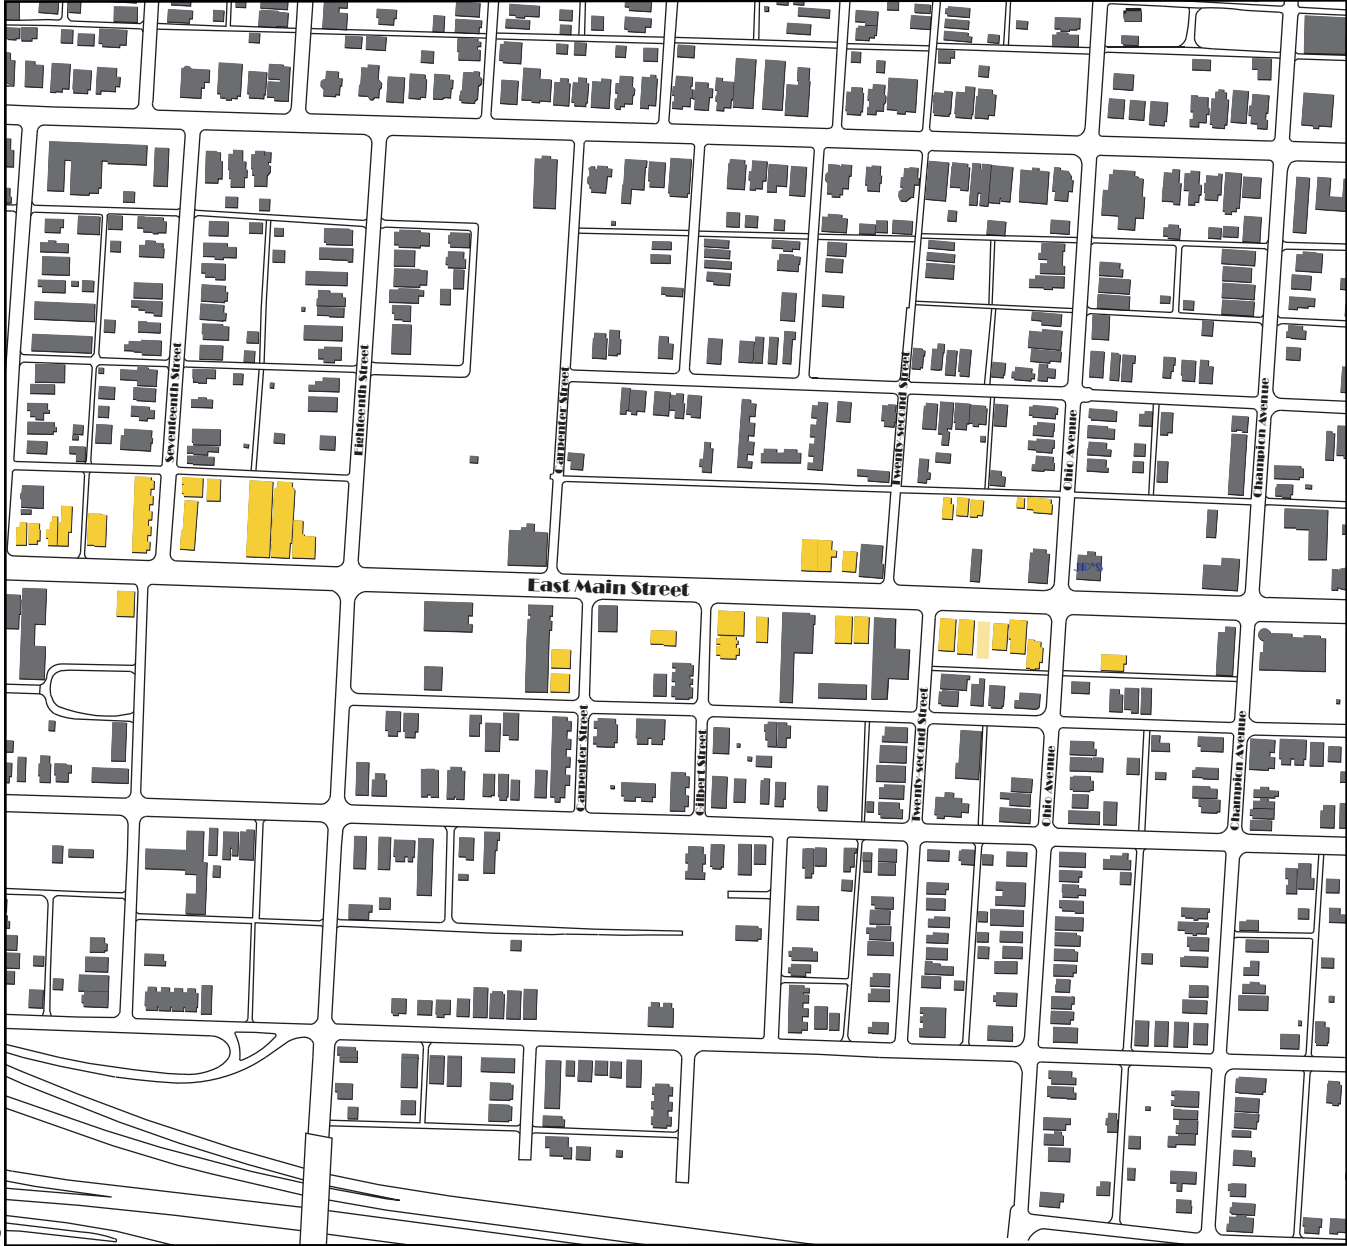 Seventeenth Street
Eighteenth Street
Carpenter Street
Twenty-second Street
Ohio Avenue
Champion Avenue
JP'S
East Main Street
Carpenter Street
Gilbert Street
Twenty-second Street
Ohio Avenue
Champion Avenue